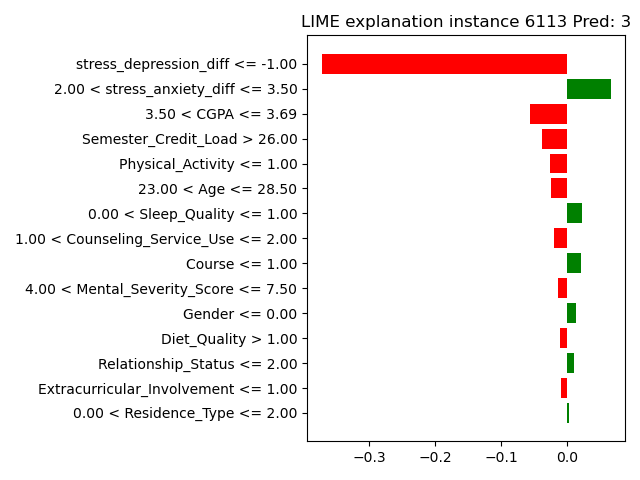 LIME explanation instance 6113 Pred: 3
stress_depression_diff <= -1.00
2.00 < stress_anxiety_diff <= 3.50
3.50 < CGPA <= 3.69
Semester_Credit_Load > 26.00
Physical_Activity <= 1.00
23.00 < Age <= 28.50
0.00 < Sleep_Quality <= 1.00
1.00 < Counseling_Service_Use <= 2.00
Course <= 1.00
4.00 < Mental_Severity_Score <= 7.50
Gender <= 0.00
Diet_Quality > 1.00
Relationship_Status <= 2.00
Extracurricular_Involvement <= 1.00
0.00 < Residence_Type <= 2.00
−0.3 −0.2 −0.1 0.0